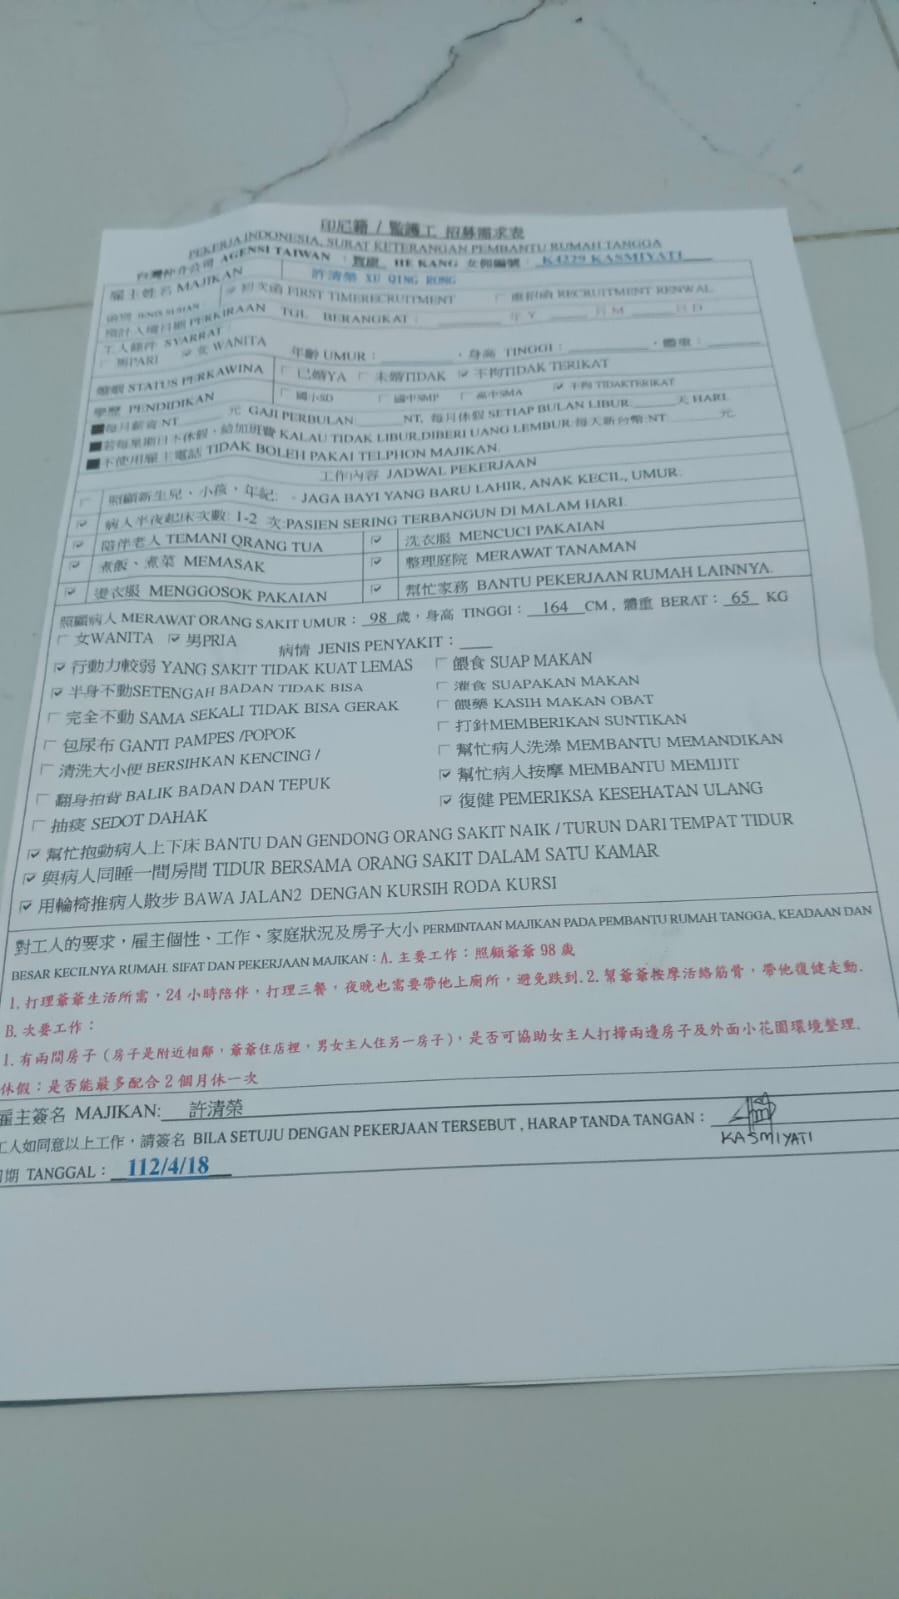 印尼籍 / 監護工 招募需求表
PEKERJA INDONESIA, SURAT KETERANGAN PEMBANTU RUMAH TANGGA
台灣仲介公司 AGENSI TAIWAN : HE KANG 女佣編號: K4229 KASMIYATI
雇主姓名 MAJIKAN 許清榮 XU QING RONG
初次函 FIRST TIMERECRUITMENT 重招函 RECRUITMENT RENWAL
預計入境日期 PERKIRAAN TGL BERANGKAT: 年 Y 月 M 日 D
工人條件 SYARRAT:
男PARI 女 WANITA 年齡 UMUR: ,身高 TINGGI: ,體重:
婚姻 STATUS PERKAWINA 已婚YA 未婚TIDAK 不拘TIDAK TERIKAT
學歷 PENDIDIKAN 國小SD 國中SMP 高中SMA 不拘 TIDAKTERIKAT
■每月薪資 NT. 元 GAJI PERBULAN: NT, 每月休假 SETIAP BULAN LIBUR: 天 HARI.
■若每星期日不休假,給加班費 KALAU TIDAK LIBUR,DIBERI UANG LEMBUR:每天新台幣:NT 元.
■不使用雇主電話 TIDAK BOLEH PAKAI TELPHON MAJIKAN.
工作內容 JADWAL PEKERJAAN
照顧新生兒、小孩,年紀: - JAGA BAYI YANG BARU LAHIR, ANAK KECIL, UMUR.
病人半夜起床次數: 1-2 次:PASIEN SERING TERBANGUN DI MALAM HARI.
陪伴老人 TEMANI QRANG TUA 洗衣服 MENCUCI PAKAIAN
煮飯、煮菜 MEMASAK 整理庭院 MERAWAT TANAMAN
燙衣服 MENGGOSOK PAKAIAN 幫忙家務 BANTU PEKERJAAN RUMAH LAINNYA.
照顧病人 MERAWAT ORANG SAKIT UMUR: 98 歲,身高 TINGGI: 164 CM , 體重 BERAT: 65 KG
女WANITA 男PRIA 病情 JENIS PENYAKIT:
行動力較弱 YANG SAKIT TIDAK KUAT LEMAS 餵食 SUAP MAKAN
半身不動SETENGAH BADAN TIDAK BISA 灌食 SUAPAKAN MAKAN
完全不動 SAMA SEKALI TIDAK BISA GERAK 餵藥 KASIH MAKAN OBAT
包尿布 GANTI PAMPES /POPOK 打針MEMBERIKAN SUNTIKAN
清洗大小便 BERSIHKAN KENCING / 幫忙病人洗澡 MEMBANTU MEMANDIKAN
翻身拍背 BALIK BADAN DAN TEPUK 幫忙病人按摩 MEMBANTU MEMIJIT
抽痰 SEDOT DAHAK 復健 PEMERIKSA KESEHATAN ULANG
幫忙抱動病人上下床 BANTU DAN GENDONG ORANG SAKIT NAIK / TURUN DARI TEMPAT TIDUR
與病人同睡一間房間 TIDUR BERSAMA ORANG SAKIT DALAM SATU KAMAR
用輪椅推病人散步 BAWA JALAN2 DENGAN KURSIH RODA KURSI
對工人的要求,雇主個性、工作、家庭狀況及房子大小 PERMINTAAN MAJIKAN PADA PEMBANTU RUMAH TANGGA, KEADAAN DAN
BESAR KECILNYA RUMAH. SIFAT DAN PEKERJAAN MAJIKAN:A. 主要工作:照顧爺爺 98 歲
1. 打理爺爺生活所需,24 小時陪伴,打理三餐,夜晚也需要帶他上廁所,避免跌到. 2. 幫爺爺按摩活絡筋骨,帶他復健走動.
B. 次要工作:
1. 有兩間房子 (房子是附近相鄰,爺爺住店裡,男女主人住另一房子),是否可協助女主人打掃兩邊房子及外面小花園環境整理.
休假:是否能最多配合 2 個月休一次
雇主簽名 MAJIKAN: 許清榮
工人如同意以上工作,請簽名 BILA SETUJU DENGAN PEKERJAAN TERSEBUT , HARAP TANDA TANGAN :
KASMIYATI
日期 TANGGAL: 112/4/18